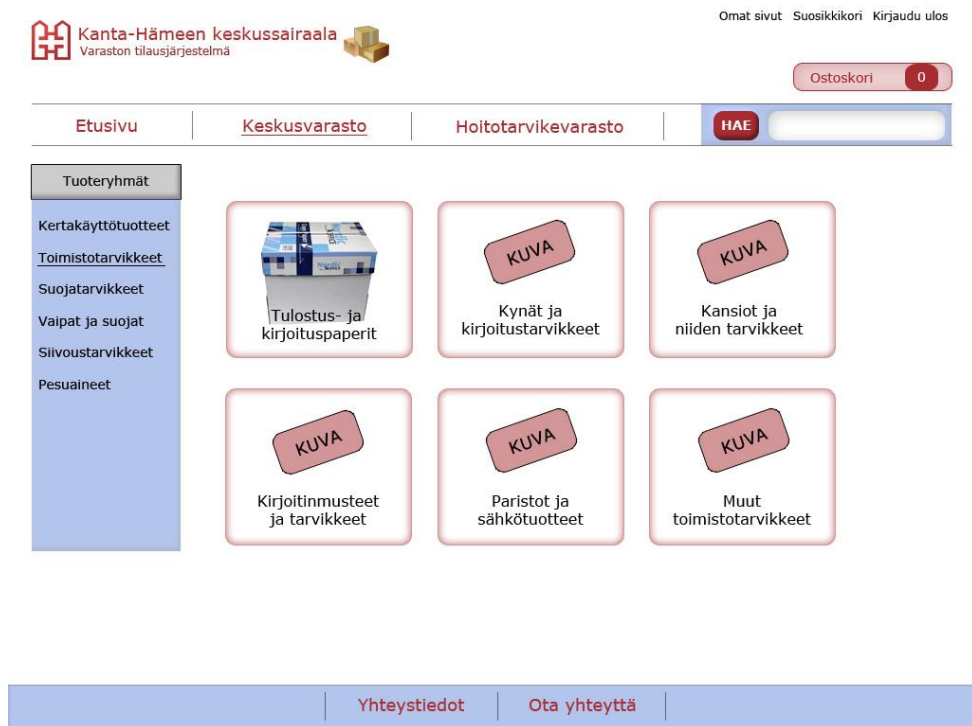 Omat sivut Suosikkikori Kirjaudu ulos
Kanta-Hämeen keskussairaala
Varaston tilausjärjestelmä
Ostoskori 0
Etusivu Keskusvarasto Hoitotarvikevarasto HAE
Tuoteryhmät
Kertakäyttötuotteet
Toimistotarvikkeet
Suojatarvikkeet
Vaipat ja suojat
Siivoustarvikkeet
Pesuaineet
Tulostus- ja
kirjoituspaperit
KUVA
Kynät ja
kirjoitustarvikkeet
KUVA
Kansiot ja
niiden tarvikkeet
KUVA
Kirjoitinmusteet
ja tarvikkeet
KUVA
Paristot ja
sähkötuotteet
KUVA
Muut
toimistotarvikkeet
Yhteystiedot Ota yhteyttä